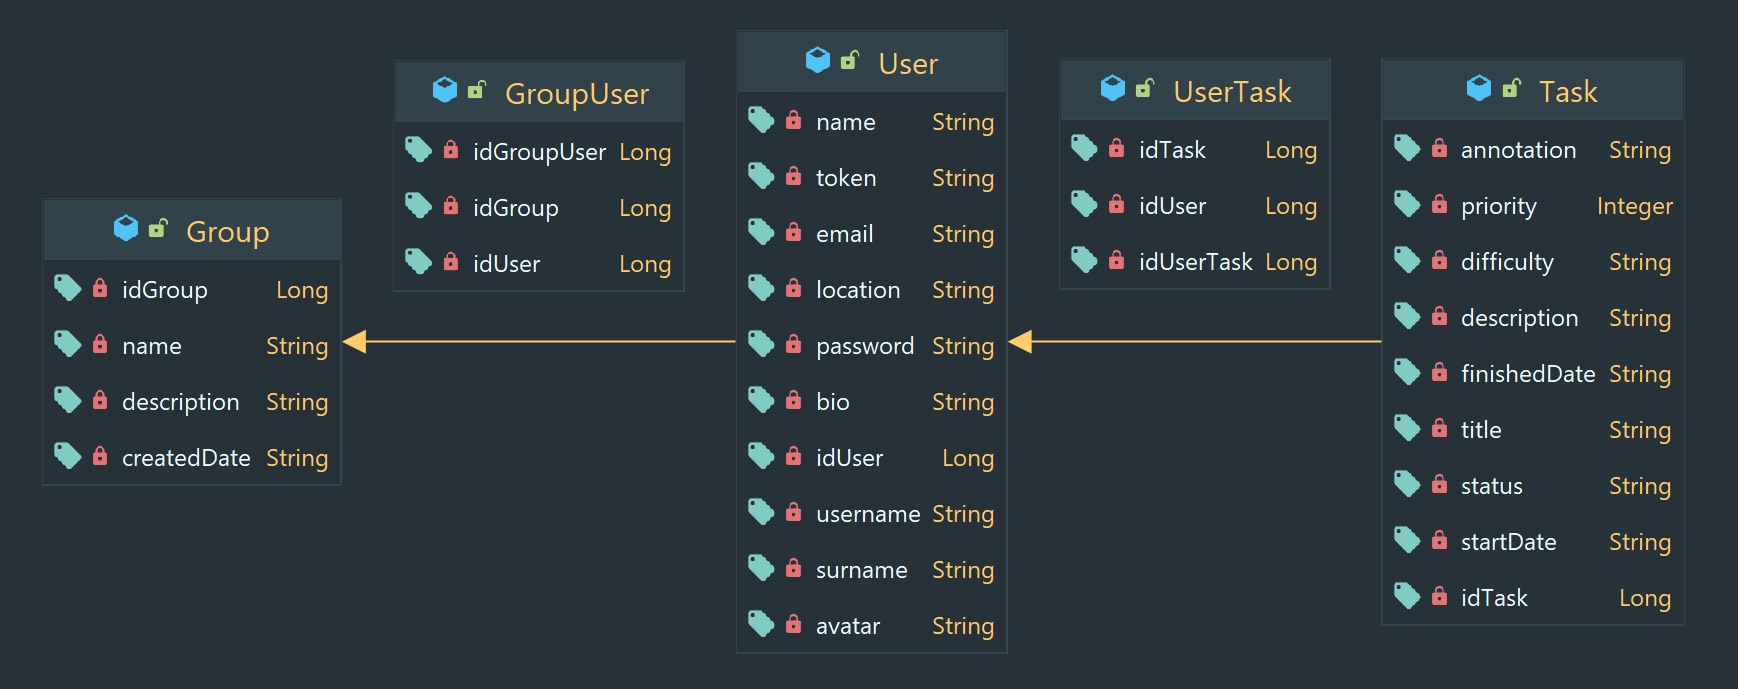 Group
idGroup Long
name String
description String
createdDate String
GroupUser
idGroupUser Long
idGroup Long
idUser Long
User
name String
token String
email String
location String
password String
bio String
idUser Long
username String
surname String
avatar String
UserTask
idTask Long
idUser Long
idUserTask Long
Task
annotation String
priority Integer
difficulty String
description String
finishedDate String
title String
status String
startDate String
idTask Long